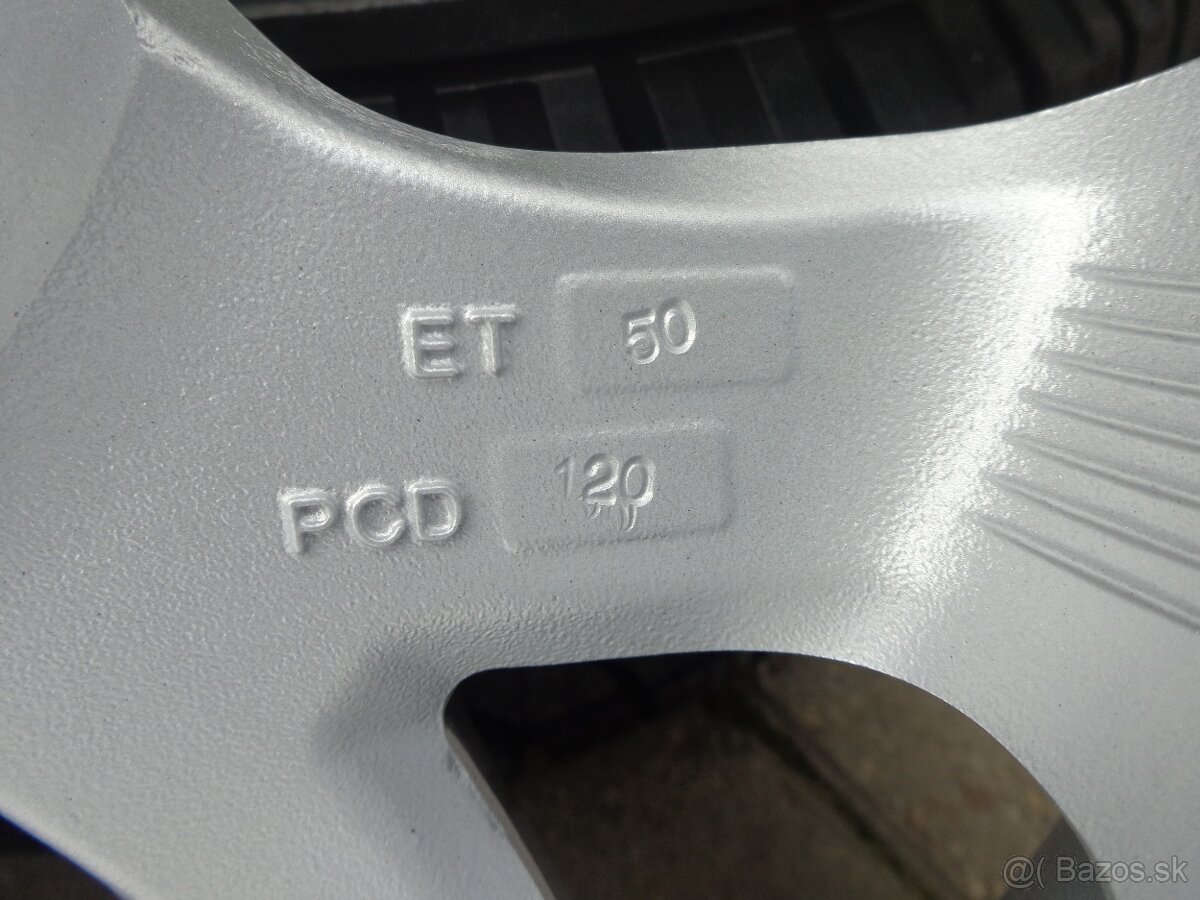 ET 50
PCD 120
@( Bazos.sk